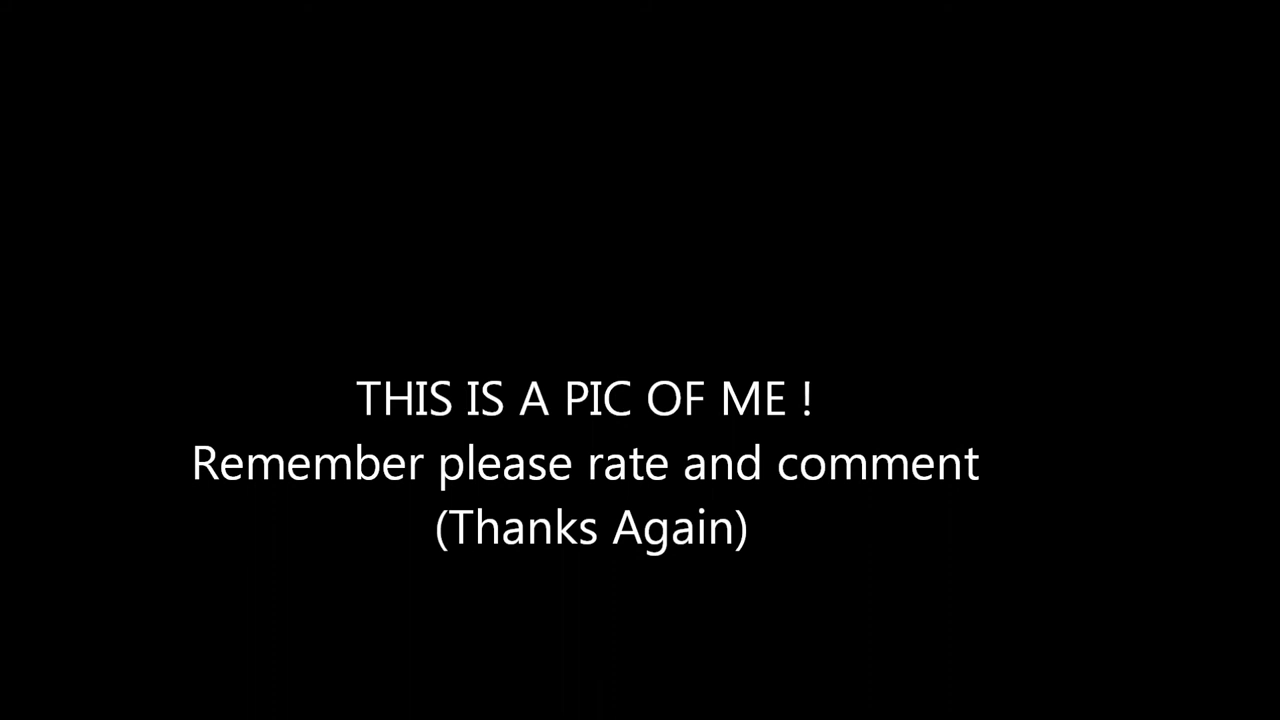 THIS IS A PIC OF ME !
Remember please rate and comment
(Thanks Again)